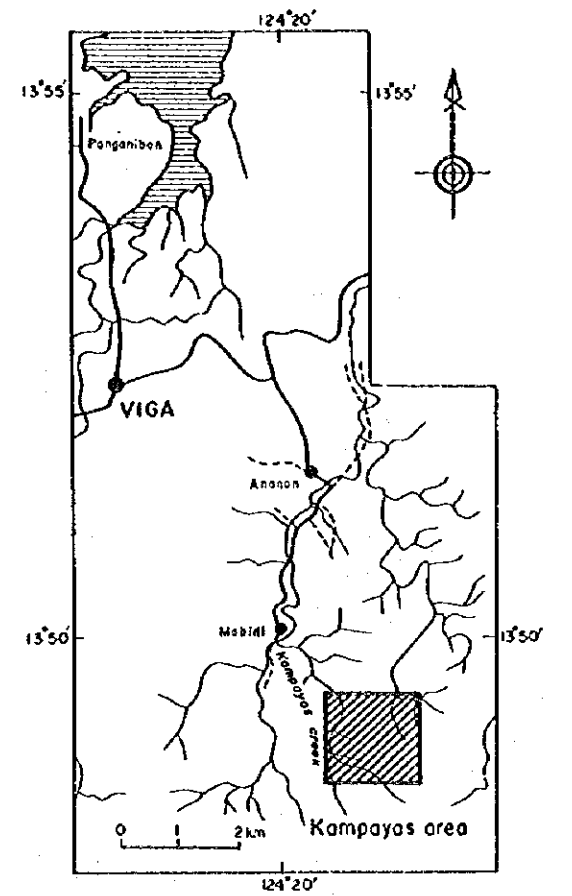 124°20'
13°55'
13°55'
Panganiban
VIGA
Ananon
Mabidi
13°50'
13°50'
Kampayas creek
0 1 2 km
Kampayas area
124°20'